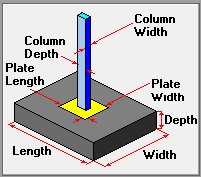 Column
Width
Column
Depth
Plate
Length
Plate
Width
Depth
Length
Width